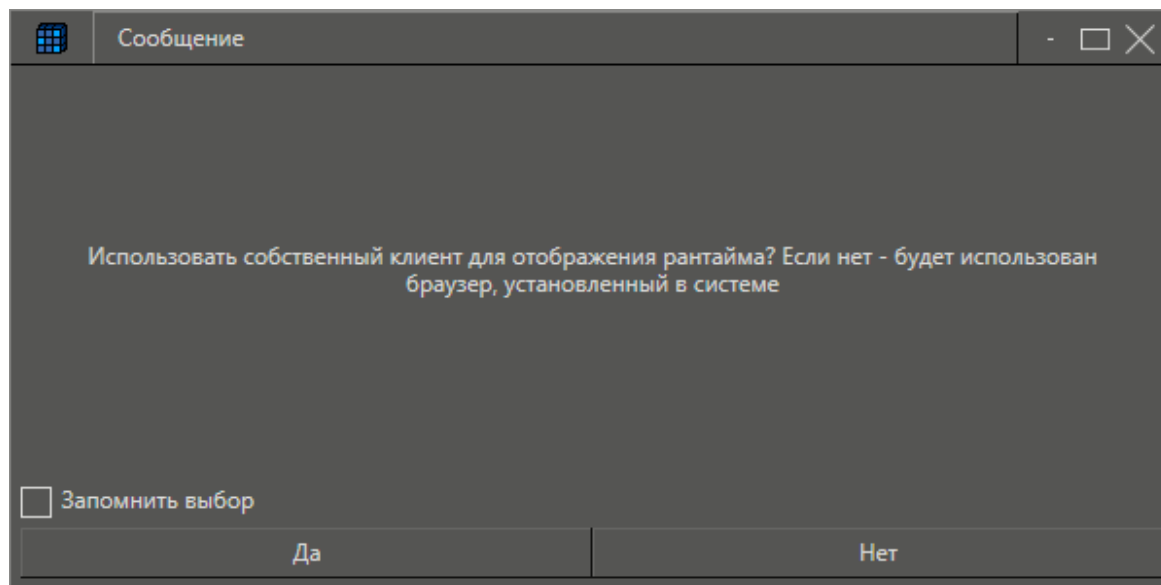 Сообщение
Использовать собственный клиент для отображения рантайма? Если нет - будет использован
браузер, установленный в системе
Запомнить выбор
Да
Нет